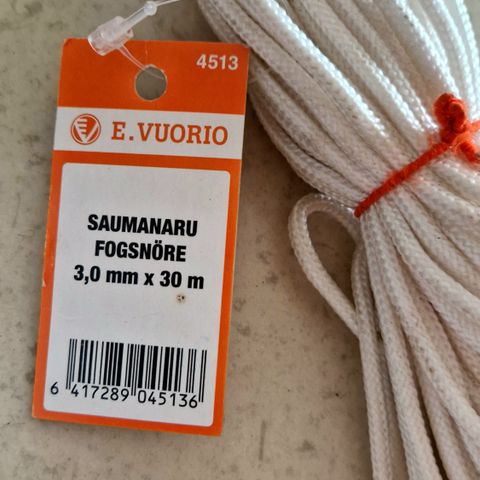 4513
E.VUORIO
SAUMANARU
FOGSNÖRE
3,0 mm x 30 m
6 417289 045136